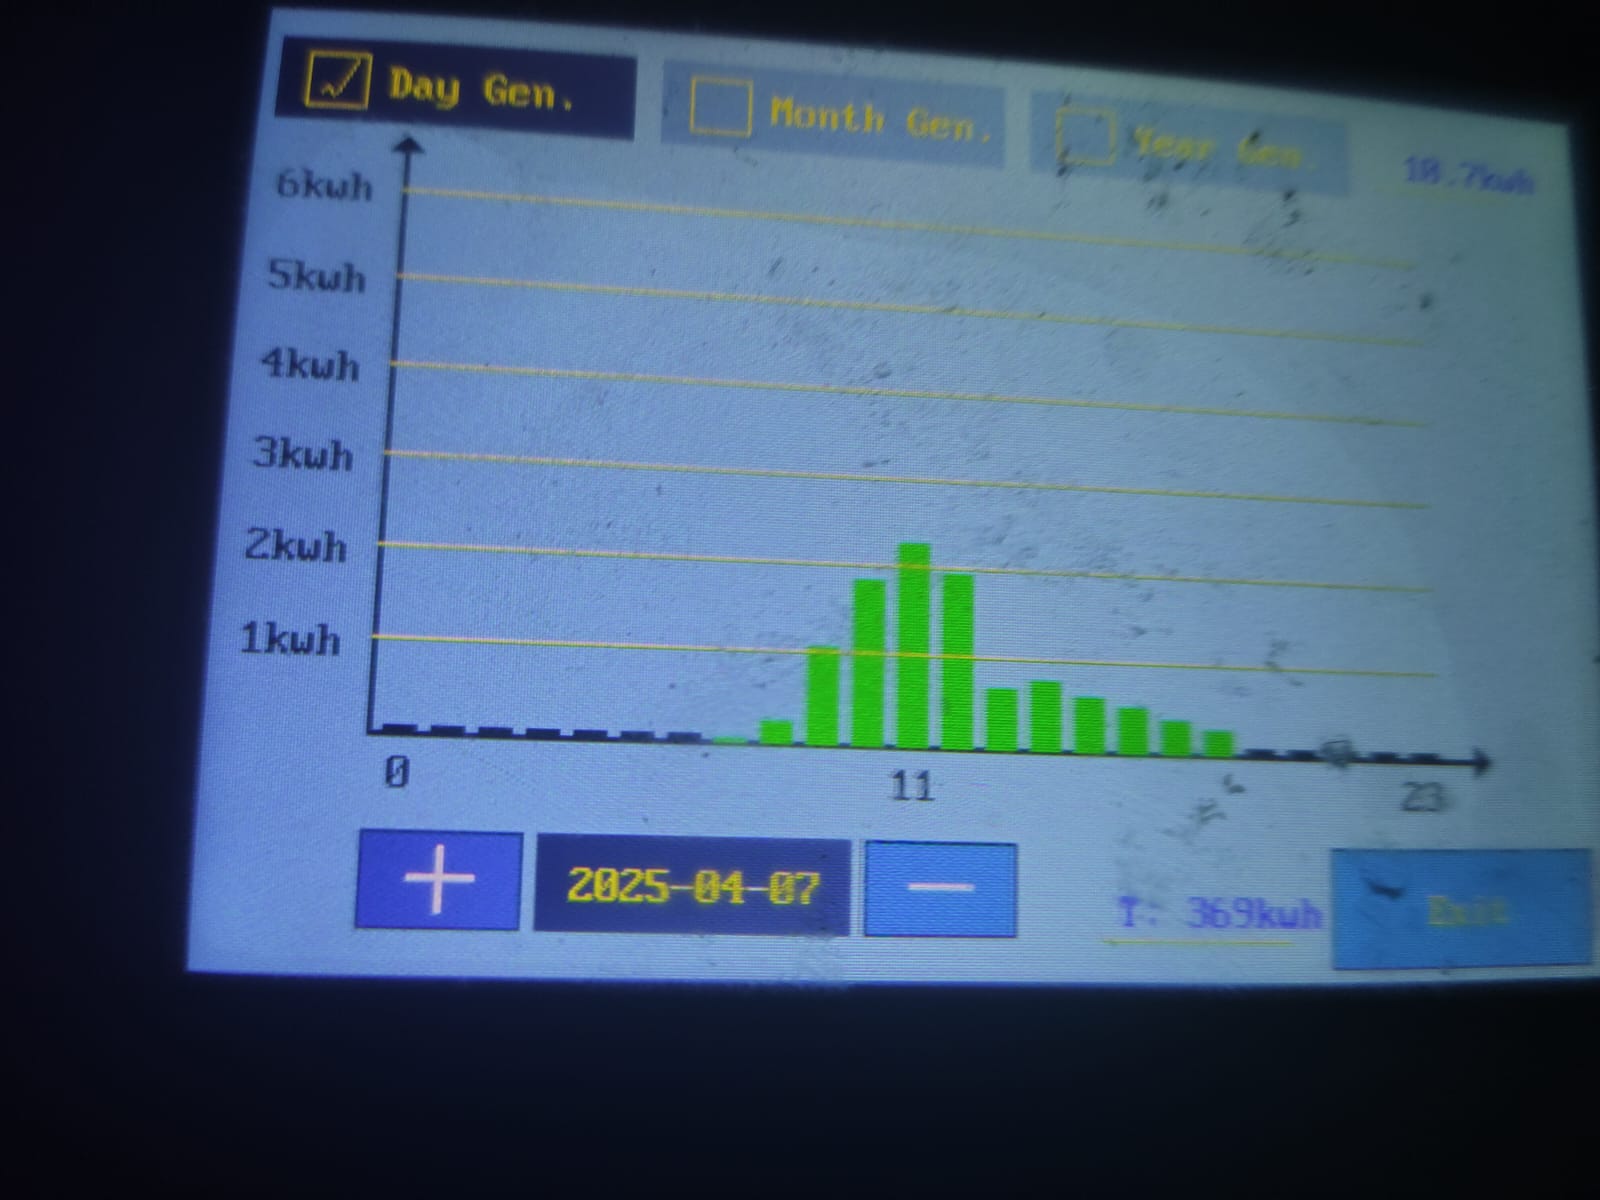 Day Gen.
Month Gen.
Year Gen.
10.7kwh
6kwh
5kwh
4kwh
3kwh
2kwh
1kwh
0
11
23
+
2025-04-07
—
T: 369kwh
Exit